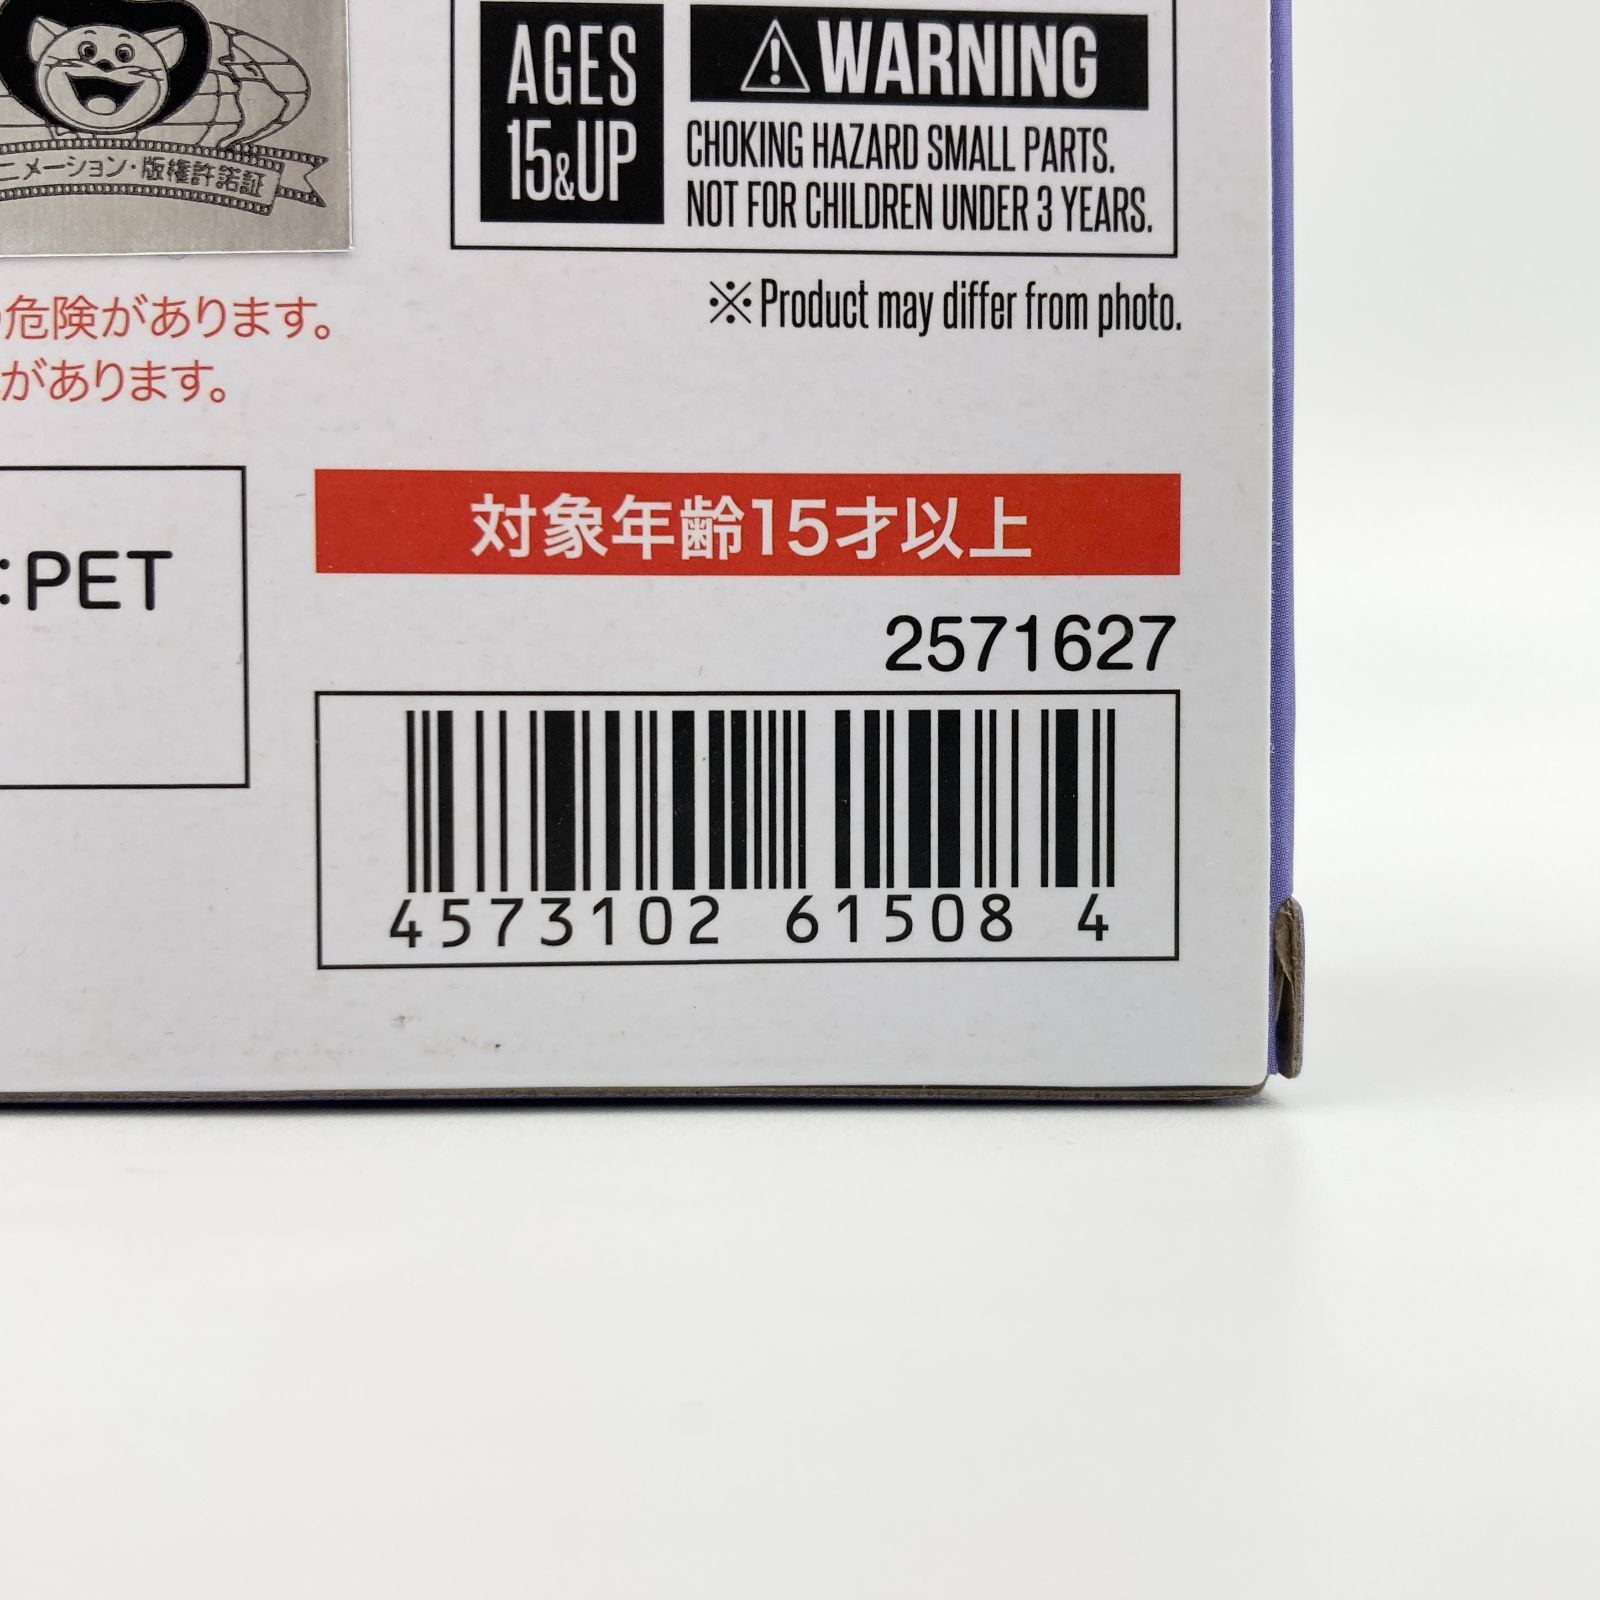 AGES
15&UP
WARNING
CHOKING HAZARD SMALL PARTS.
NOT FOR CHILDREN UNDER 3 YEARS.
※Product may differ from photo.
ニメーション・版権許諾証
危険があります。
があります。
:PET
対象年齢15才以上
2571627
4573102 61508 4